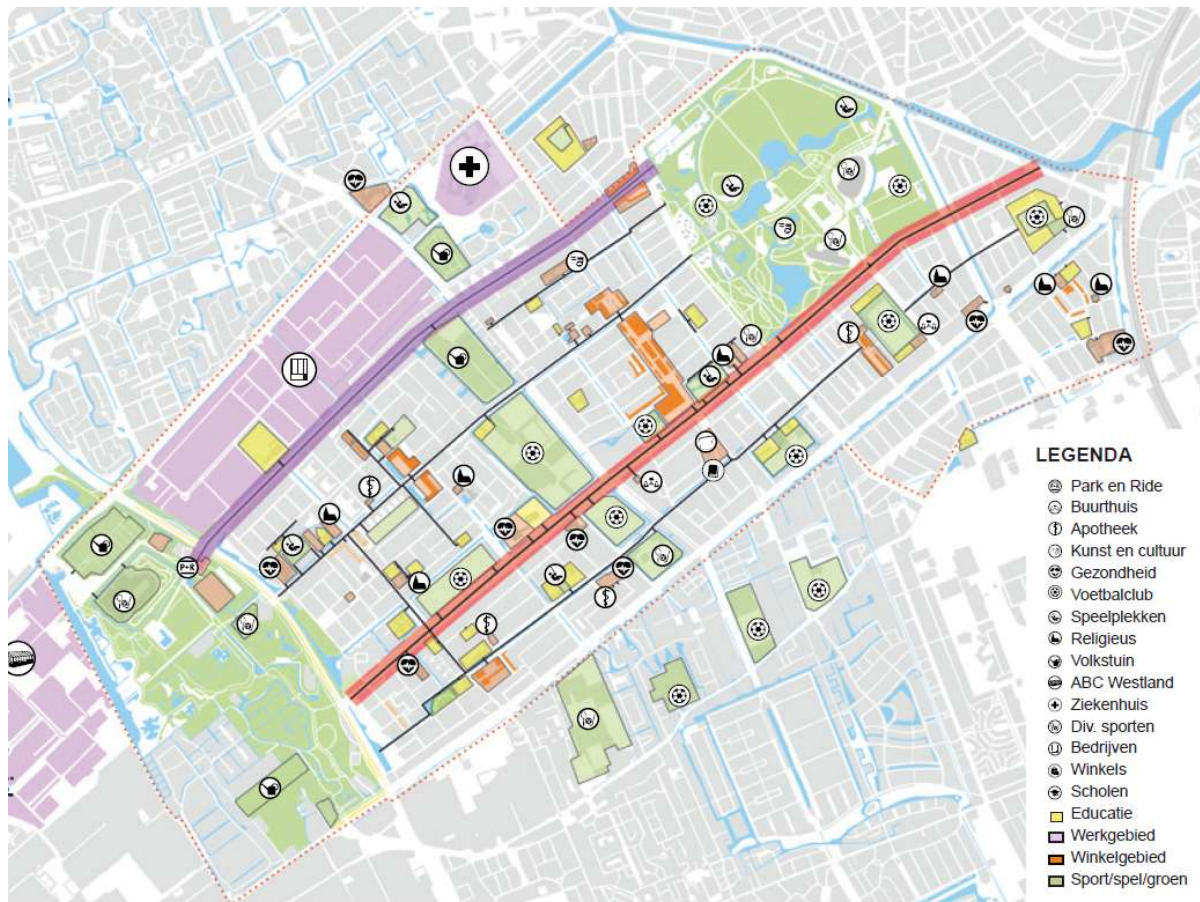 P+R
LEGENDA
Park en Ride
Buurthuis
Apotheek
Kunst en cultuur
Gezondheid
Voetbalclub
Speelplekken
Religieus
Volkstuin
ABC Westland
Ziekenhuis
Div. sporten
Bedrijven
Winkels
Scholen
Educatie
Werkgebied
Winkelgebied
Sport/spel/groen